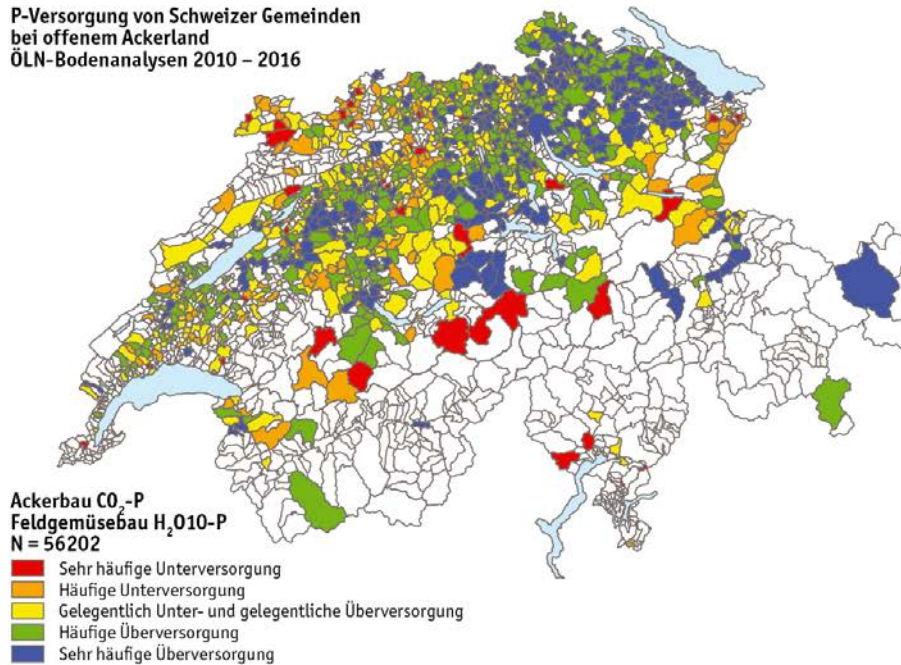 P-Versorgung von Schweizer Gemeinden
bei offenem Ackerland
ÖLN-Bodenanalysen 2010 – 2016
Ackerbau CO₂-P
Feldgemüsebau H₂O10-P
N = 56202
Sehr häufige Unterversorgung
Häufige Unterversorgung
Gelegentlich Unter- und gelegentliche Überversorgung
Häufige Überversorgung
Sehr häufige Überversorgung